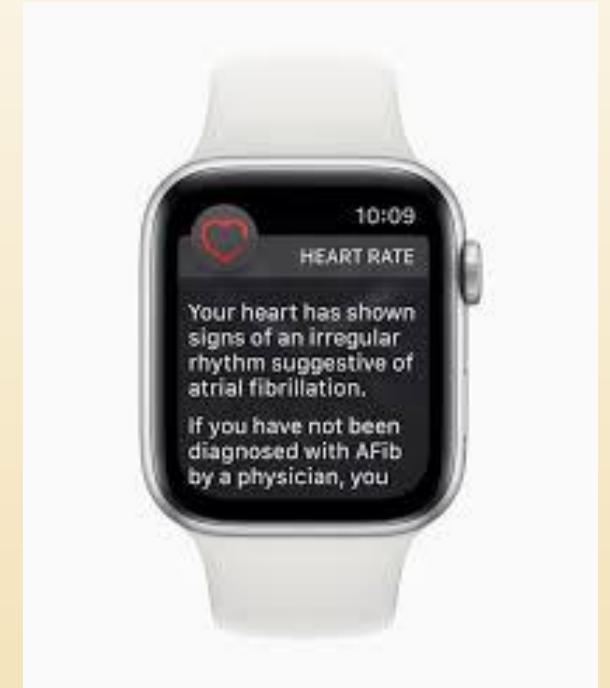 10:09
HEART RATE
Your heart has shown
signs of an irregular
rhythm suggestive of
atrial fibrillation.
If you have not been
diagnosed with AFib
by a physician, you